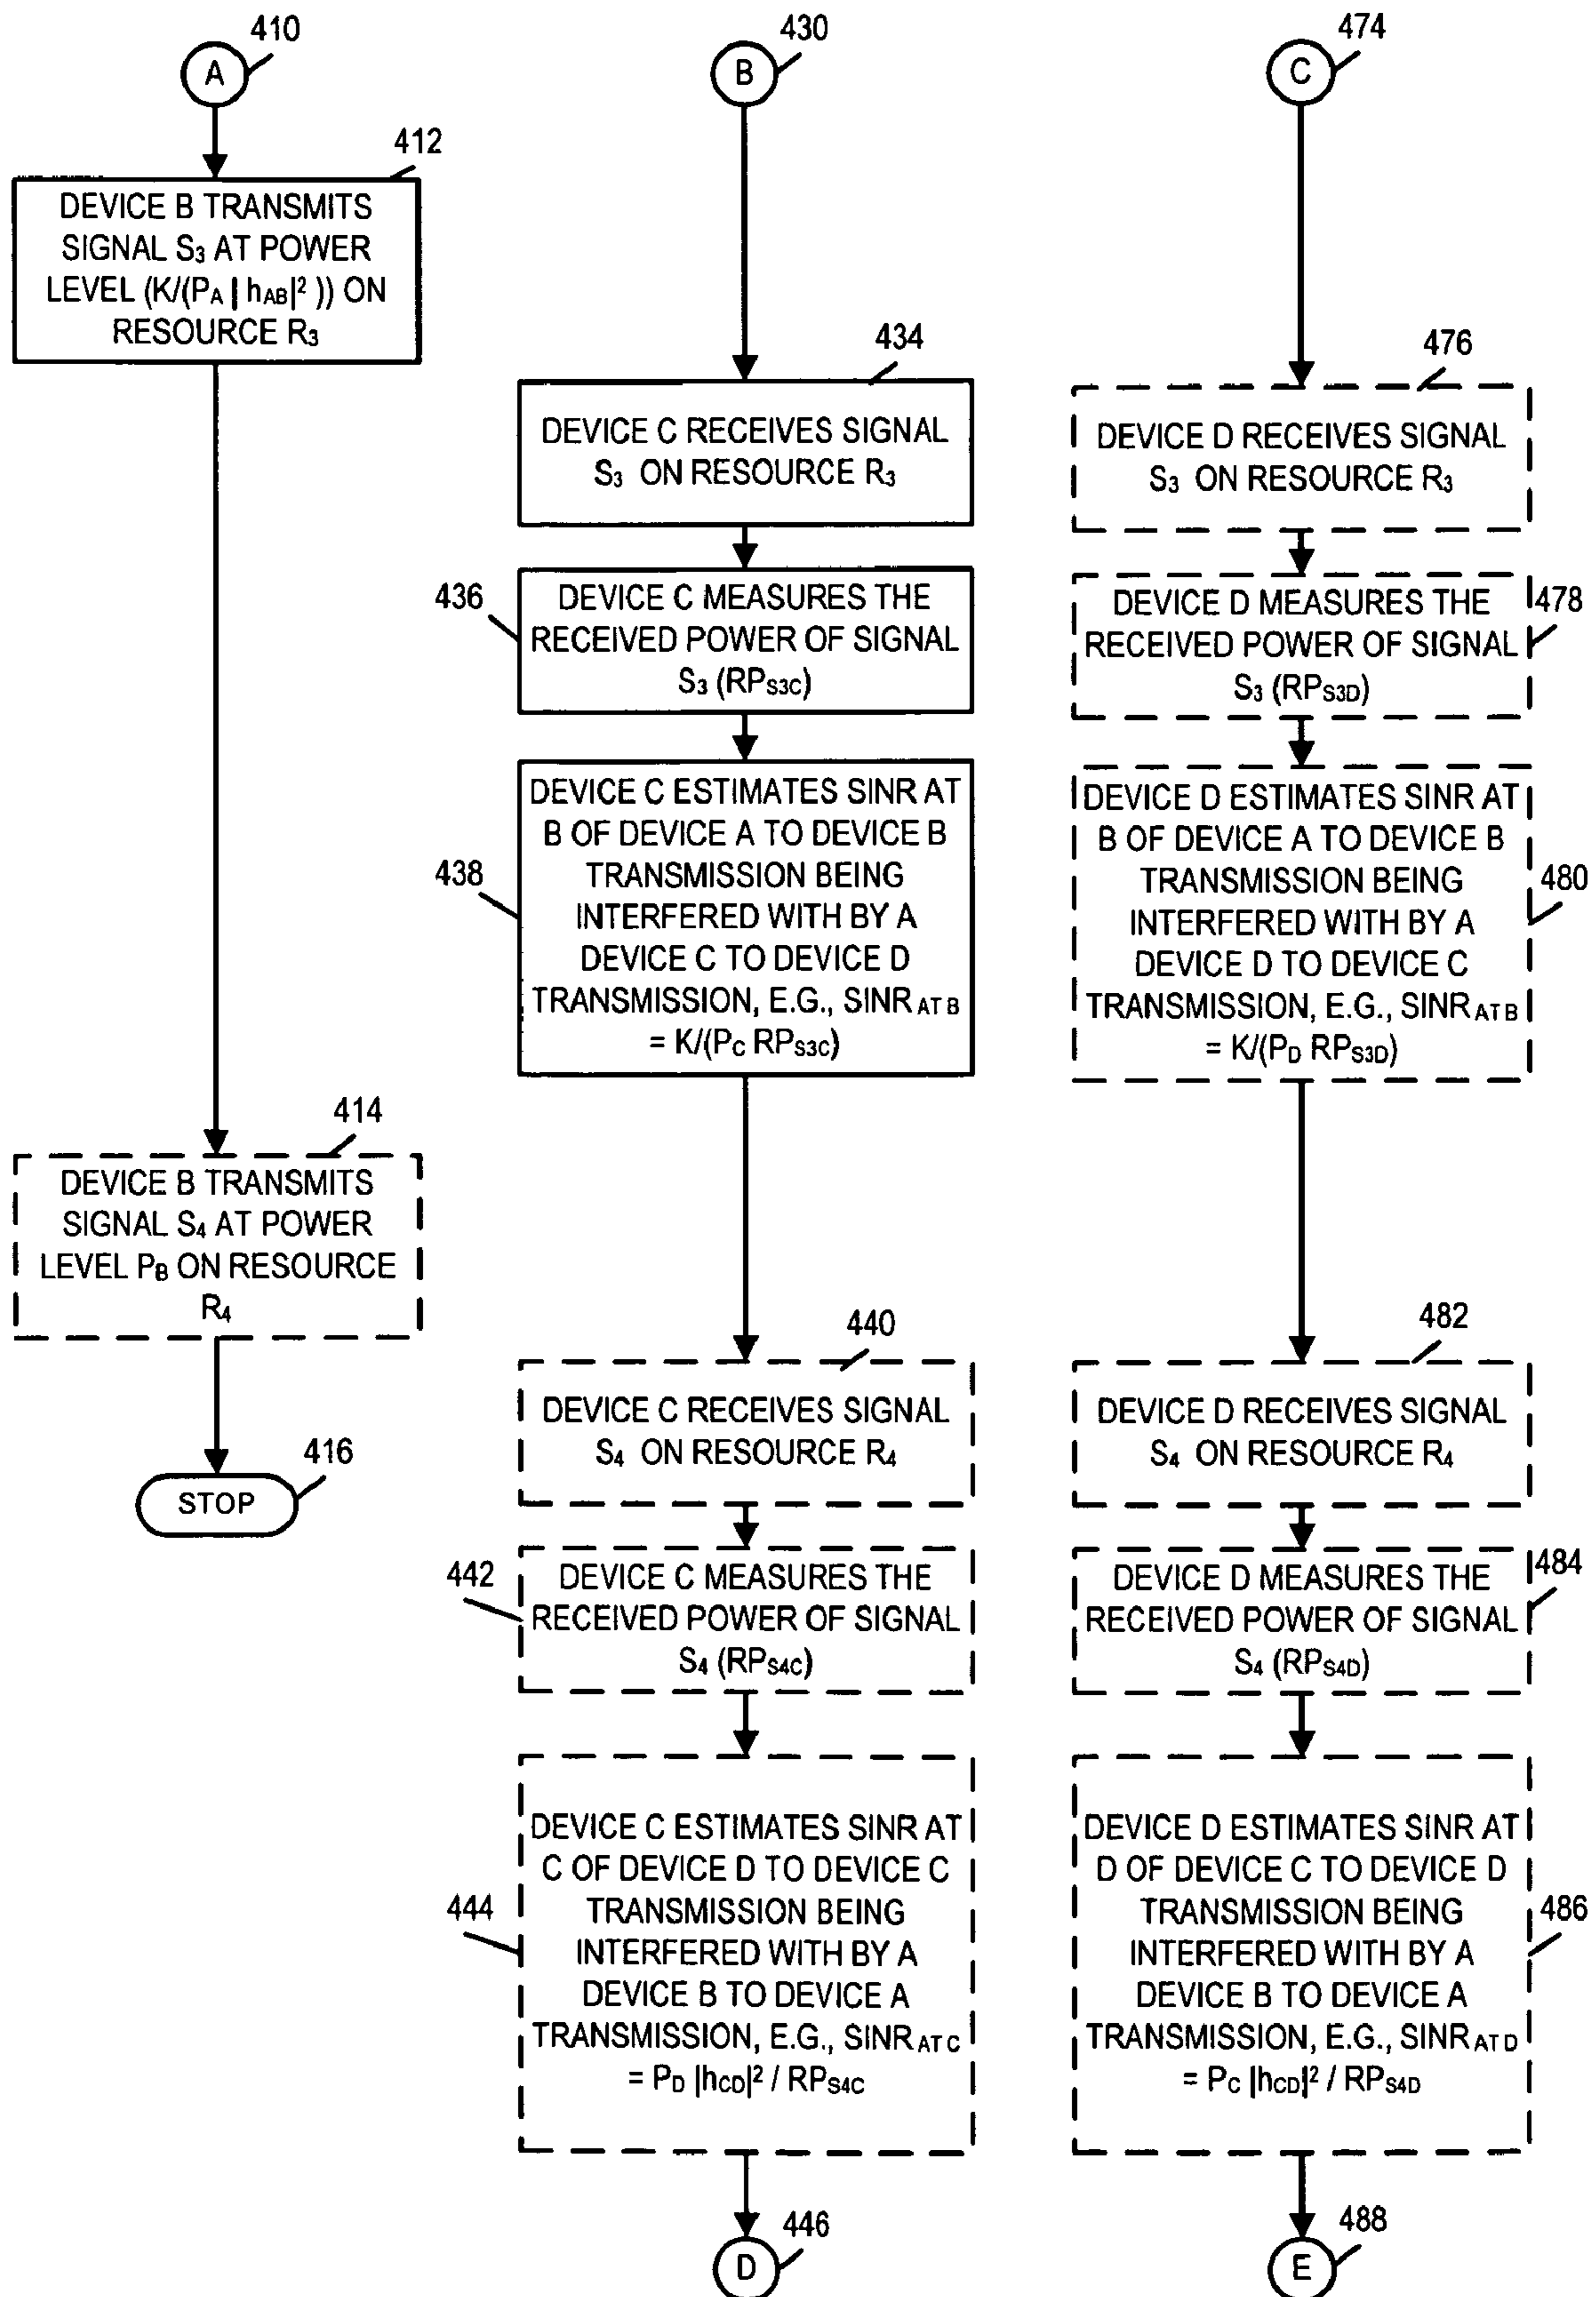 A
410
412
DEVICE B TRANSMITS
SIGNAL S₃ AT POWER
LEVEL (K/(PA | hAB|² )) ON
RESOURCE R₃
414
DEVICE B TRANSMITS
SIGNAL S₄ AT POWER
LEVEL PB ON RESOURCE
R₄
416
STOP
B
430
434
DEVICE C RECEIVES SIGNAL
S₃ ON RESOURCE R₃
436
DEVICE C MEASURES THE
RECEIVED POWER OF SIGNAL
S₃ (RPS3C)
438
DEVICE C ESTIMATES SINR AT
B OF DEVICE A TO DEVICE B
TRANSMISSION BEING
INTERFERED WITH BY A
DEVICE C TO DEVICE D
TRANSMISSION, E.G., SINR AT B
= K/(PC RPS3C)
440
DEVICE C RECEIVES SIGNAL
S₄ ON RESOURCE R₄
442
DEVICE C MEASURES THE
RECEIVED POWER OF SIGNAL
S₄ (RPS4C)
444
DEVICE C ESTIMATES SINR AT
C OF DEVICE D TO DEVICE C
TRANSMISSION BEING
INTERFERED WITH BY A
DEVICE B TO DEVICE A
TRANSMISSION, E.G., SINR AT C
= PD |hCD|² / RPS4C
D
446
C
474
476
DEVICE D RECEIVES SIGNAL
S₃ ON RESOURCE R₃
478
DEVICE D MEASURES THE
RECEIVED POWER OF SIGNAL
S₃ (RPS3D)
480
DEVICE D ESTIMATES SINR AT
B OF DEVICE A TO DEVICE B
TRANSMISSION BEING
INTERFERED WITH BY A
DEVICE D TO DEVICE C
TRANSMISSION, E.G., SINR AT B
= K/(PD RPS3D)
482
DEVICE D RECEIVES SIGNAL
S₄ ON RESOURCE R₄
484
DEVICE D MEASURES THE
RECEIVED POWER OF SIGNAL
S₄ (RPS4D)
486
DEVICE D ESTIMATES SINR AT
D OF DEVICE C TO DEVICE D
TRANSMISSION BEING
INTERFERED WITH BY A
DEVICE B TO DEVICE A
TRANSMISSION, E.G., SINR AT D
= PC |hCD|² / RPS4D
E
488